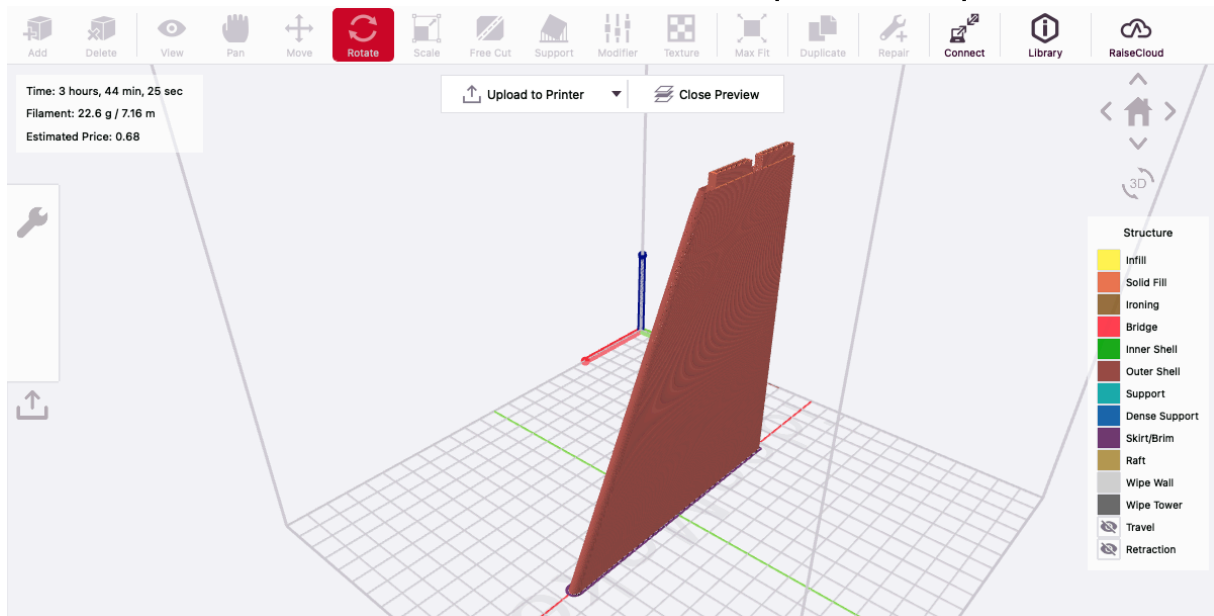 Add Delete View Pan Move Rotate Scale Free Cut Support Modifier Texture Max Fit Duplicate Repair Connect Library RaiseCloud
Time: 3 hours, 44 min, 25 sec
Filament: 22.6 g / 7.16 m
Estimated Price: 0.68
Upload to Printer
Close Preview
3D
Structure
Infill
Solid Fill
Ironing
Bridge
Inner Shell
Outer Shell
Support
Dense Support
Skirt/Brim
Raft
Wipe Wall
Wipe Tower
Travel
Retraction